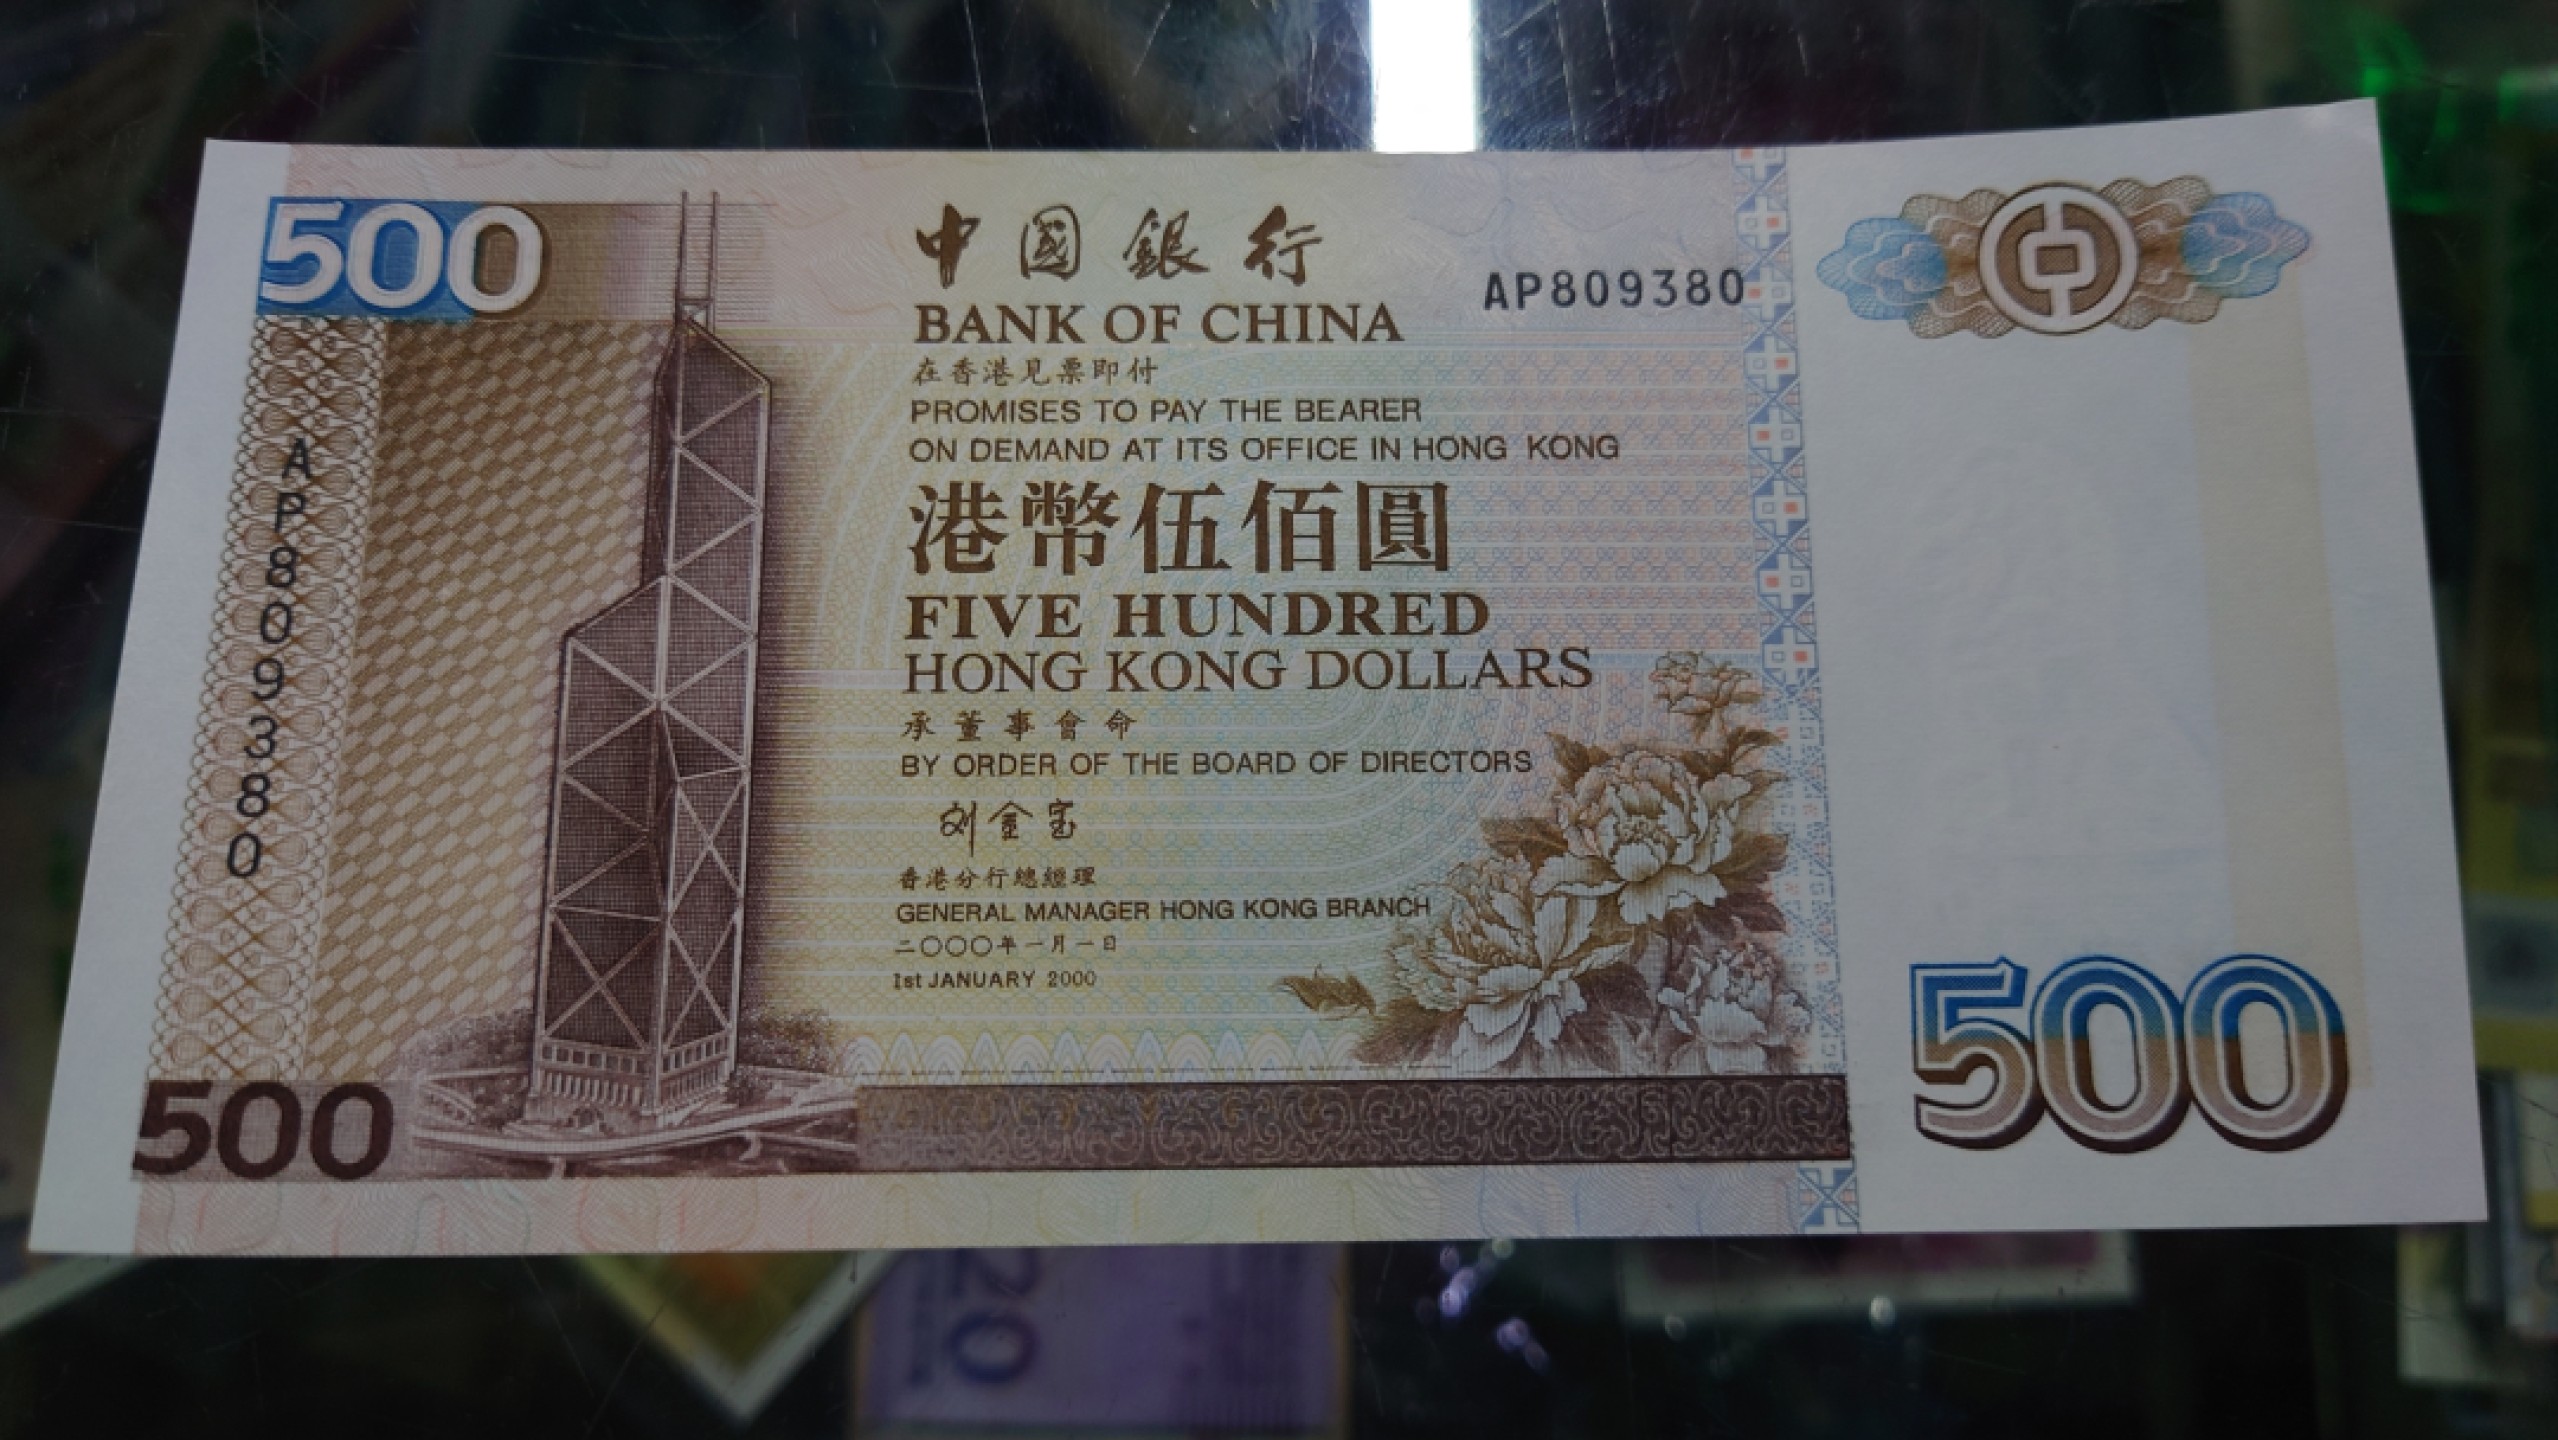 500
中國銀行
AP809380
BANK OF CHINA
在香港見票即付
PROMISES TO PAY THE BEARER
ON DEMAND AT ITS OFFICE IN HONG KONG
港幣伍佰圓
FIVE HUNDRED
HONG KONG DOLLARS
承董事會命
BY ORDER OF THE BOARD OF DIRECTORS
刘金宝
香港分行總經理
GENERAL MANAGER HONG KONG BRANCH
二〇〇〇年一月一日
1st JANUARY 2000
AP809380
500
500
20